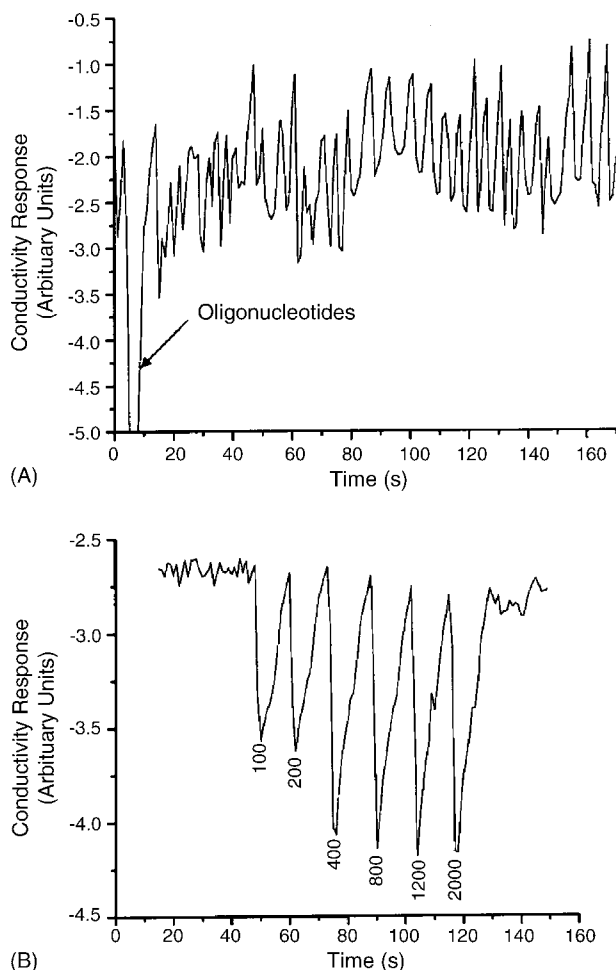 -0.5
-1.0
-1.5
-2.0
-2.5
-3.0
-3.5
-4.0
-4.5
-5.0
Conductivity Response
(Arbituary Units)
Oligonucleotides
0 20 40 60 80 100 120 140 160
Time (s)
(A)
-2.5
-3.0
-3.5
-4.0
-4.5
Conductivity Response
(Arbituary Units)
100
200
400
800
1200
2000
0 20 40 60 80 100 120 140 160
Time (s)
(B)